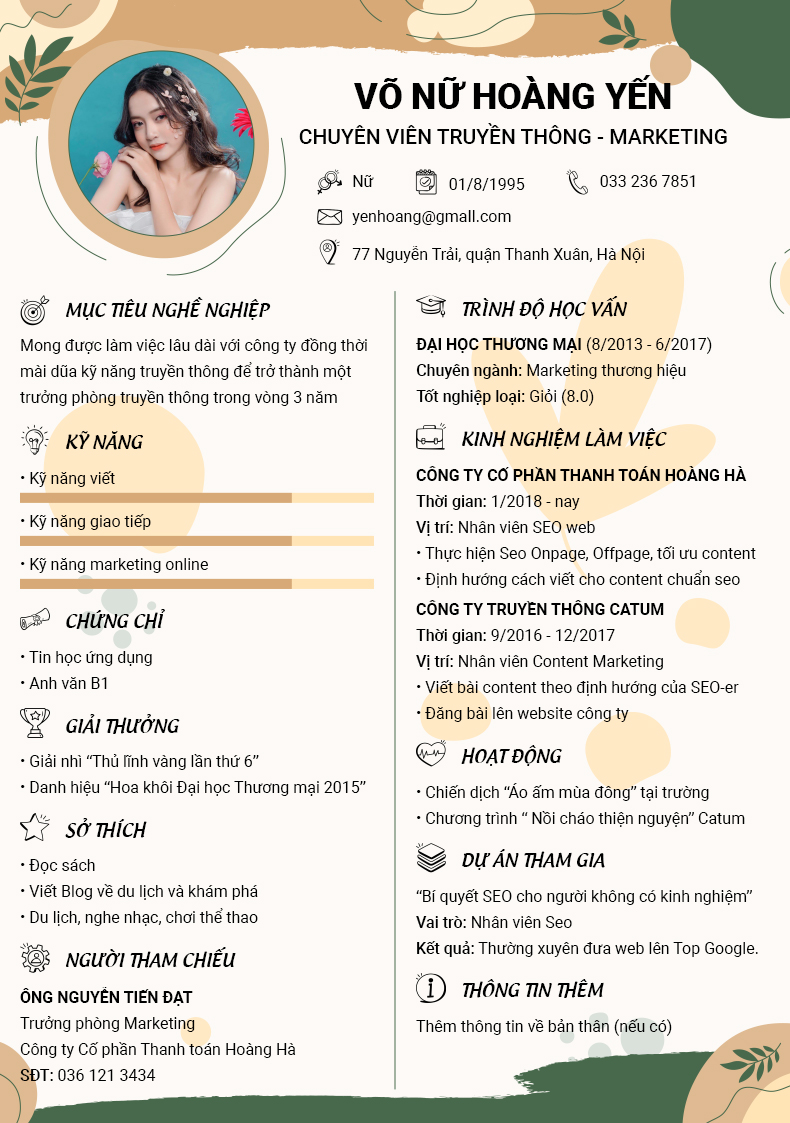 VÕ NỮ HOÀNG YẾN
CHUYÊN VIÊN TRUYỀN THÔNG - MARKETING
Nữ
01/8/1995
033 236 7851
yenhoang@gmall.com
77 Nguyễn Trải, quận Thanh Xuân, Hà Nội
MỤC TIÊU NGHỀ NGHIỆP
Mong được làm việc lâu dài với công ty đồng thời
mài dũa kỹ năng truyền thông để trở thành một
trưởng phòng truyền thông trong vòng 3 năm
KỸ NĂNG
• Kỹ năng viết
• Kỹ năng giao tiếp
• Kỹ năng marketing online
CHỨNG CHỈ
• Tin học ứng dụng
• Anh văn B1
GIẢI THƯỞNG
• Giải nhì “Thủ lĩnh vàng lần thứ 6”
• Danh hiệu “Hoa khôi Đại học Thương mại 2015”
SỞ THÍCH
• Đọc sách
• Viết Blog về du lịch và khám phá
• Du lịch, nghe nhạc, chơi thể thao
NGƯỜI THAM CHIẾU
ÔNG NGUYỄN TIẾN ĐẠT
Trưởng phòng Marketing
Công ty Cổ phần Thanh toán Hoàng Hà
SĐT: 036 121 3434
TRÌNH ĐỘ HỌC VẤN
ĐẠI HỌC THƯƠNG MẠI (8/2013 - 6/2017)
Chuyên ngành: Marketing thương hiệu
Tốt nghiệp loại: Giỏi (8.0)
KINH NGHIỆM LÀM VIỆC
CÔNG TY CỔ PHẦN THANH TOÁN HOÀNG HÀ
Thời gian: 1/2018 - nay
Vị trí: Nhân viên SEO web
• Thực hiện Seo Onpage, Offpage, tối ưu content
• Định hướng cách viết cho content chuẩn seo
CÔNG TY TRUYỀN THÔNG CATUM
Thời gian: 9/2016 - 12/2017
Vị trí: Nhân viên Content Marketing
• Viết bài content theo định hướng của SEO-er
• Đăng bài lên website công ty
HOẠT ĐỘNG
• Chiến dịch “Áo ấm mùa đông” tại trường
• Chương trình “ Nồi cháo thiện nguyện” Catum
DỰ ÁN THAM GIA
“Bí quyết SEO cho người không có kinh nghiệm”
Vai trò: Nhân viên Seo
Kết quả: Thường xuyên đưa web lên Top Google.
THÔNG TIN THÊM
Thêm thông tin về bản thân (nếu có)